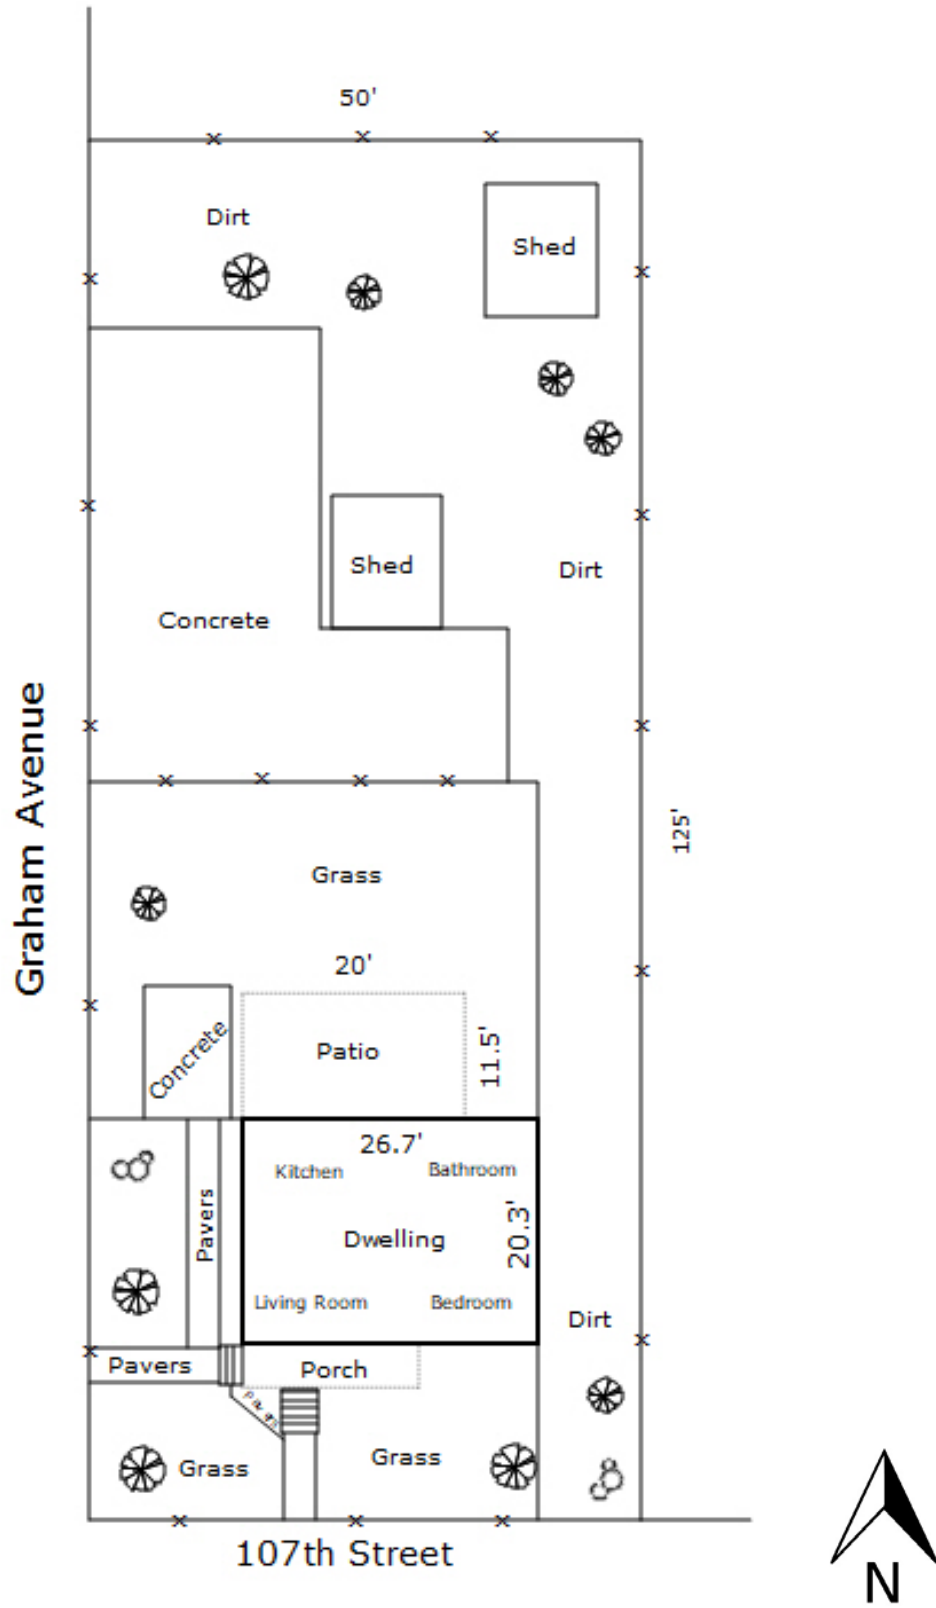 50'
Dirt
Shed
Shed
Dirt
Concrete
Graham Avenue
125'
Grass
20'
Patio
11.5'
Concrete
26.7'
Kitchen
Bathroom
Pavers
Dwelling
20.3'
Living Room
Bedroom
Dirt
Pavers
Porch
Pavers
Grass
Grass
107th Street
N